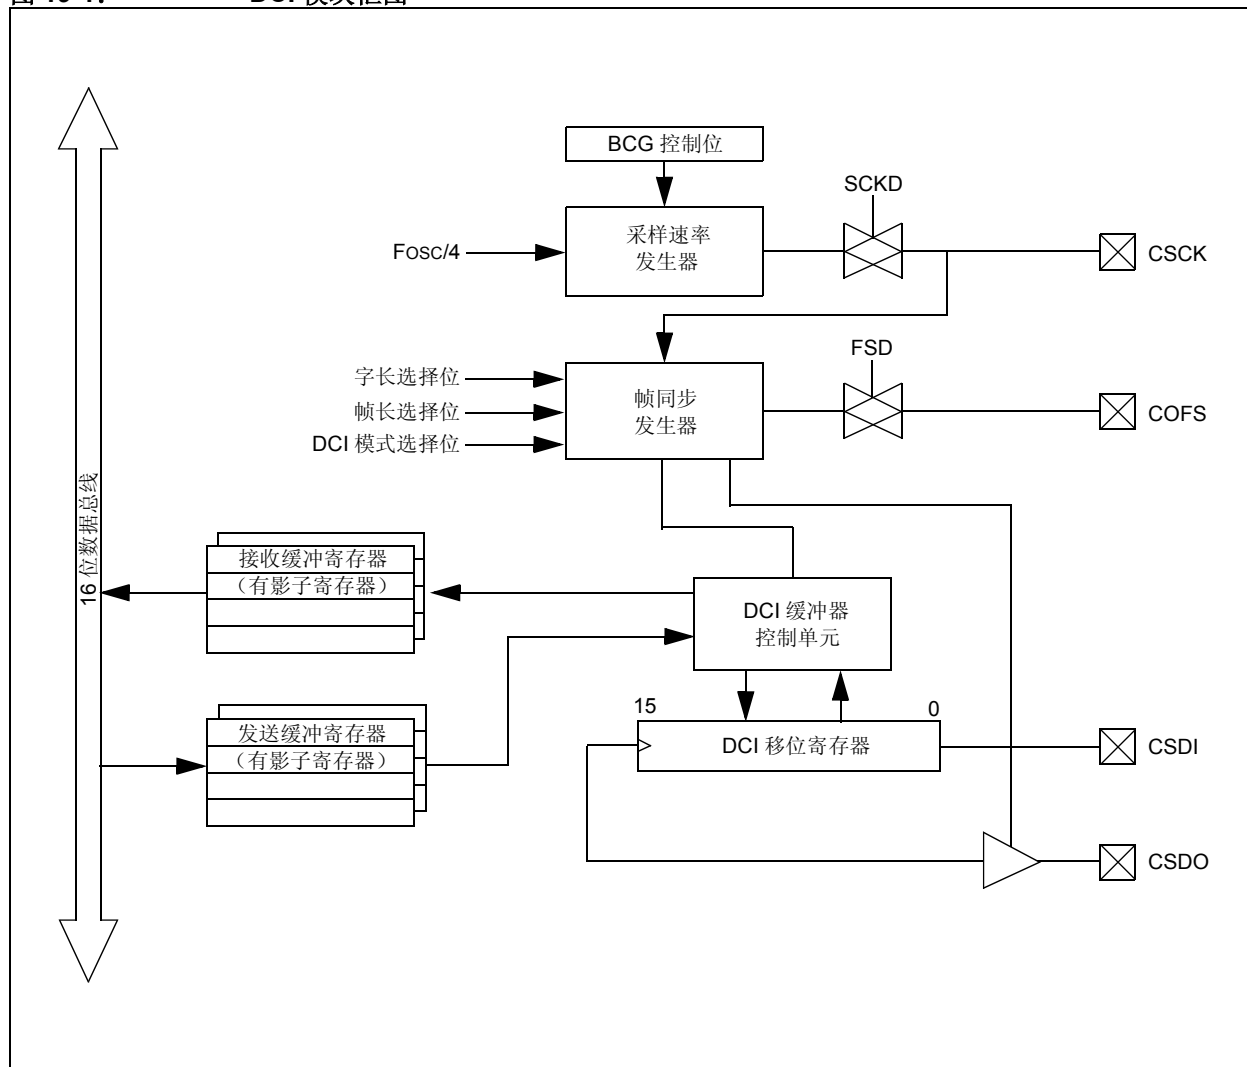 BCG 控制位
SCKD
采样速率
发生器
FOSC/4
CSCK
FSD
字长选择位
帧长选择位
DCI 模式选择位
帧同步
发生器
COFS
16 位数据总线
接收缓冲寄存器
（有影子寄存器）
DCI 缓冲器
控制单元
15
0
发送缓冲寄存器
（有影子寄存器）
DCI 移位寄存器
CSDI
CSDO